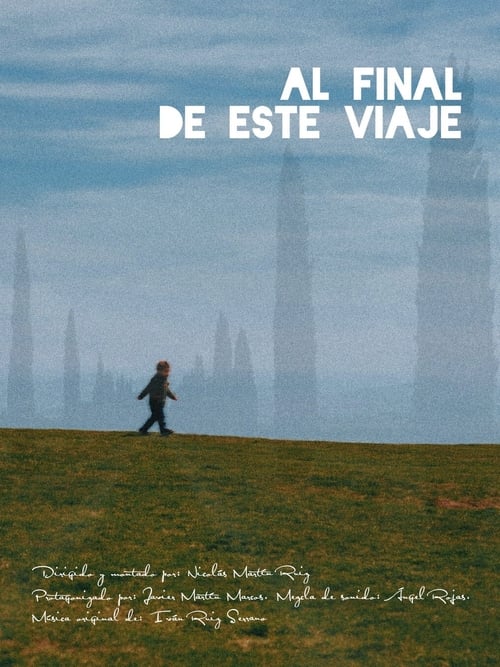 AL FINAL
DE ESTE VIAJE
Dirigido y montado por: Nicolás Martín Ruiz
Protagonizado por: Javier Martín Marcos. Mezcla de sonido: Angel Rojas.
Música original de: Iván Ruiz Serrano